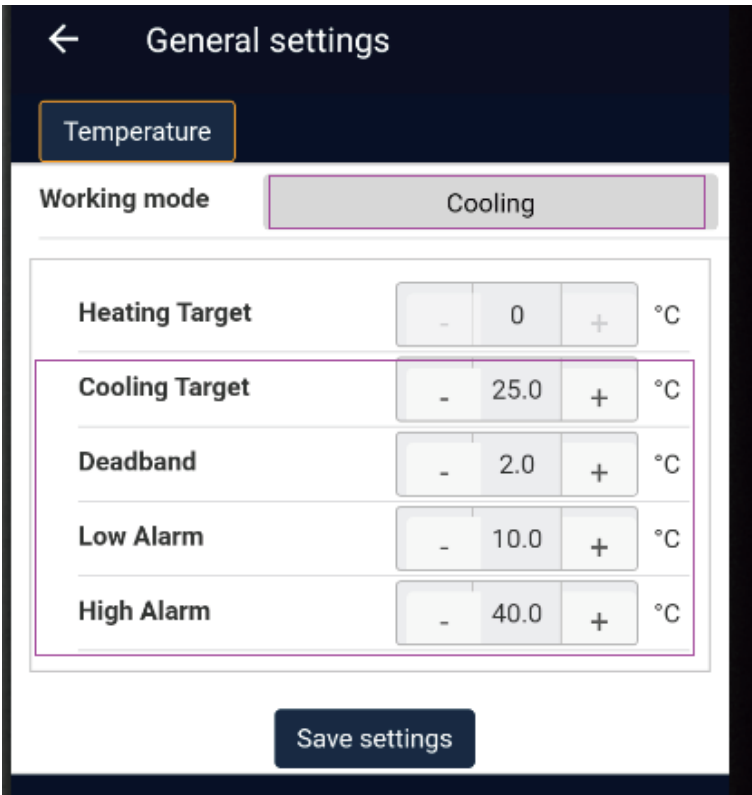 ← General settings
Temperature
Working mode Cooling
Heating Target - 0 + °C
Cooling Target - 25.0 + °C
Deadband - 2.0 + °C
Low Alarm - 10.0 + °C
High Alarm - 40.0 + °C
Save settings